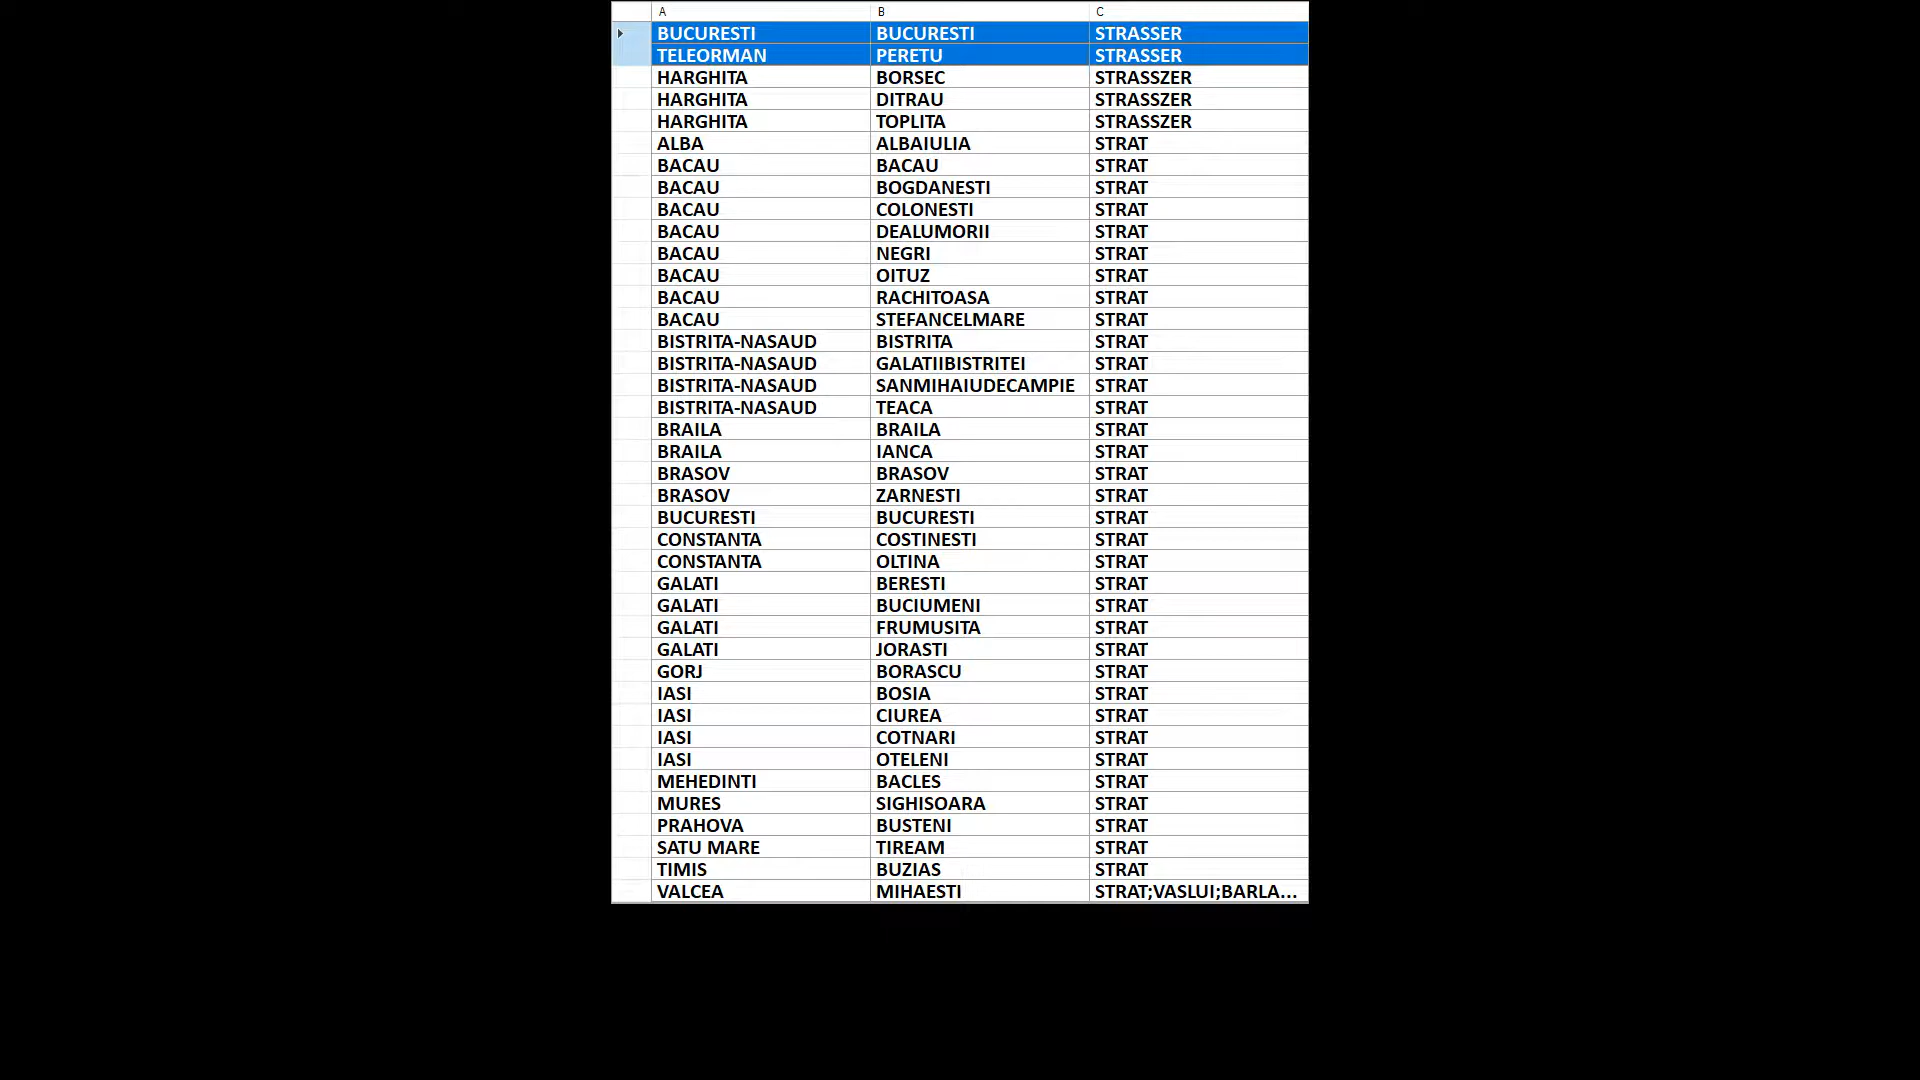 A B C
BUCURESTI BUCURESTI STRASSER
TELEORMAN PERETU STRASSER
HARGHITA BORSEC STRASSZER
HARGHITA DITRAU STRASSZER
HARGHITA TOPLITA STRASSZER
ALBA ALBAIULIA STRAT
BACAU BACAU STRAT
BACAU BOGDANESTI STRAT
BACAU COLONESTI STRAT
BACAU DEALUMORII STRAT
BACAU NEGRI STRAT
BACAU OITUZ STRAT
BACAU RACHITOASA STRAT
BACAU STEFANCELMARE STRAT
BISTRITA-NASAUD BISTRITA STRAT
BISTRITA-NASAUD GALATIIBISTRITEI STRAT
BISTRITA-NASAUD SANMIHAIUDECAMPIE STRAT
BISTRITA-NASAUD TEACA STRAT
BRAILA BRAILA STRAT
BRAILA IANCA STRAT
BRASOV BRASOV STRAT
BRASOV ZARNESTI STRAT
BUCURESTI BUCURESTI STRAT
CONSTANTA COSTINESTI STRAT
CONSTANTA OLTINA STRAT
GALATI BERESTI STRAT
GALATI BUCIUMENI STRAT
GALATI FRUMUSITA STRAT
GALATI JORASTI STRAT
GORJ BORASCU STRAT
IASI BOSIA STRAT
IASI CIUREA STRAT
IASI COTNARI STRAT
IASI OTELENI STRAT
MEHEDINTI BACLES STRAT
MURES SIGHISOARA STRAT
PRAHOVA BUSTENI STRAT
SATU MARE TIREAM STRAT
TIMIS BUZIAS STRAT
VALCEA MIHAESTI STRAT;VASLUI;BARLA...